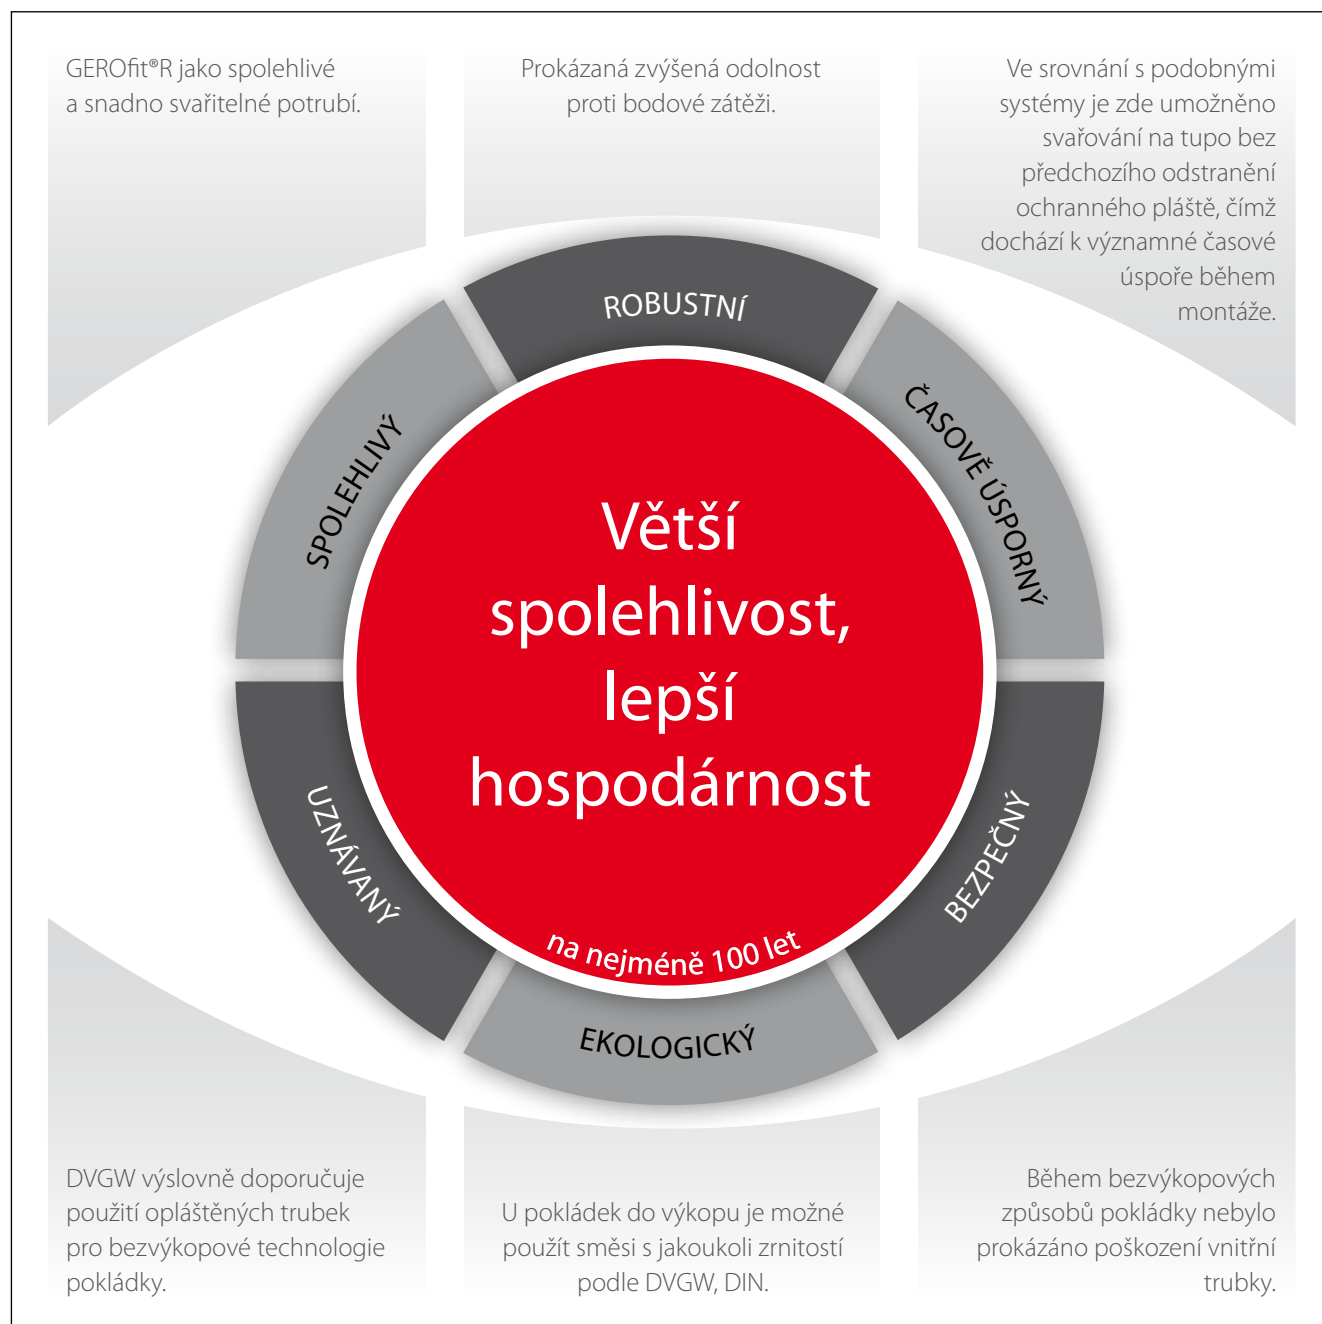 GEROfit®R jako spolehlivé
a snadno svařitelné potrubí.
Prokázaná zvýšená odolnost
proti bodové zátěži.
Ve srovnání s podobnými
systémy je zde umožněno
svařování na tupo bez
předchozího odstranění
ochranného pláště, čímž
dochází k významné časové
úspoře během
montáže.
ROBUSTNÍ
SPOLEHLIVÝ
ČASOVĚ ÚSPORNÝ
Větší
spolehlivost,
lepší
hospodárnost
na nejméně 100 let
UZNÁVANÝ
BEZPEČNÝ
EKOLOGICKÝ
DVGW výslovně doporučuje
použití opláštěných trubek
pro bezvýkopové technologie
pokládky.
U pokládek do výkopu je možné
použít směsi s jakoukoli zrnitostí
podle DVGW, DIN.
Během bezvýkopových
způsobů pokládky nebylo
prokázáno poškození vnitřní
trubky.